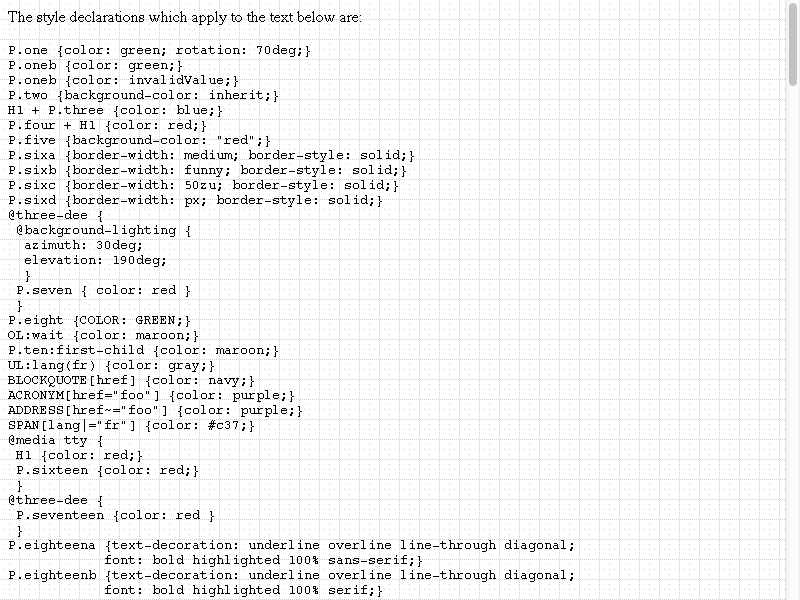 The style declarations which apply to the text below are:
P.one {color: green; rotation: 70deg;}
P.oneb {color: green;}
P.oneb {color: invalidValue;}
P.two {background-color: inherit;}
H1 + P.three {color: blue;}
P.four + H1 {color: red;}
P.five {background-color: "red";}
P.sixa {border-width: medium; border-style: solid;}
P.sixb {border-width: funny; border-style: solid;}
P.sixc {border-width: 50zu; border-style: solid;}
P.sixd {border-width: px; border-style: solid;}
@three-dee {
 @background-lighting {
  azimuth: 30deg;
  elevation: 190deg;
  }
 P.seven { color: red }
 }
P.eight {COLOR: GREEN;}
OL:wait {color: maroon;}
P.ten:first-child {color: maroon;}
UL:lang(fr) {color: gray;}
BLOCKQUOTE[href] {color: navy;}
ACRONYM[href="foo"] {color: purple;}
ADDRESS[href~="foo"] {color: purple;}
SPAN[lang|="fr"] {color: #c37;}
@media tty {
 H1 {color: red;}
 P.sixteen {color: red;}
 }
@three-dee {
 P.seventeen {color: red }
 }
P.eighteena {text-decoration: underline overline line-through diagonal;
            font: bold highlighted 100% sans-serif;}
P.eighteenb {text-decoration: underline overline line-through diagonal;
            font: bold highlighted 100% serif;}